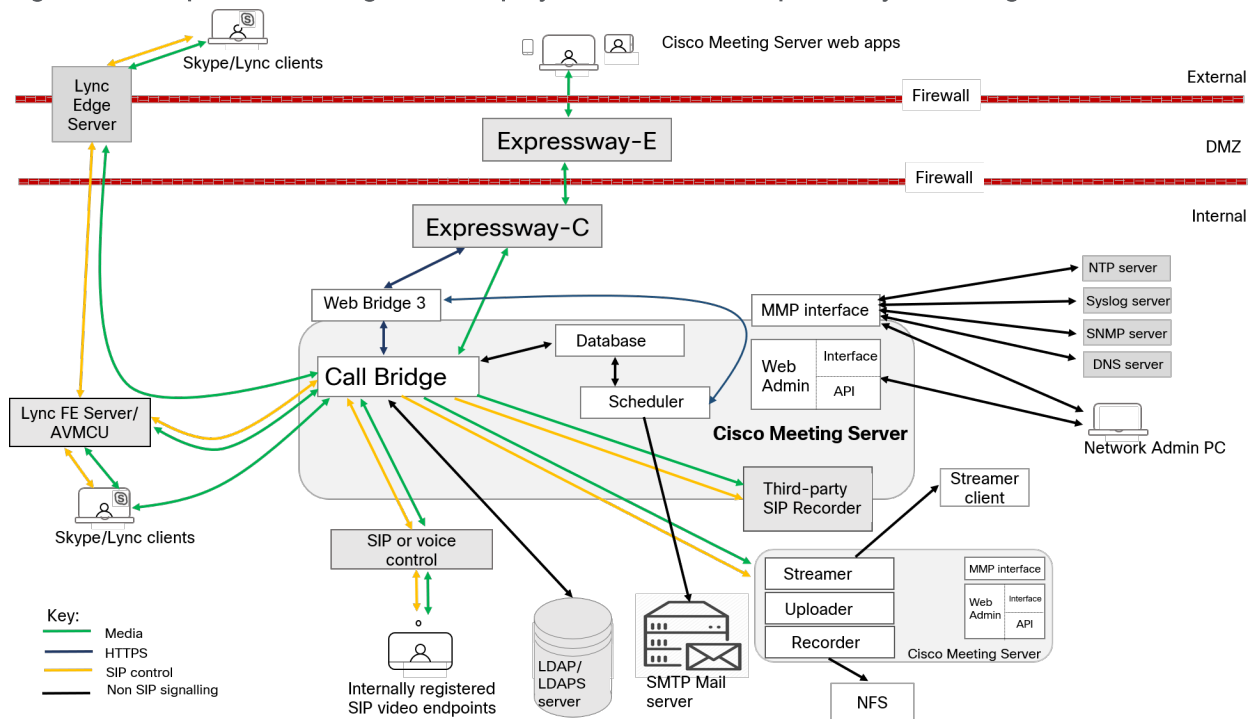 Skype/Lync clients
Cisco Meeting Server web apps
External
Lync
Edge
Server
Firewall
Expressway-E
DMZ
Firewall
Internal
Expressway-C
NTP server
Web Bridge 3
MMP interface
Syslog server
SNMP server
DNS server
Database
Web
Admin
Interface
API
Call Bridge
Scheduler
Lync FE Server/
AVMCU
Cisco Meeting Server
Network Admin PC
Third-party
SIP Recorder
Streamer
client
Skype/Lync clients
SIP or voice
control
Streamer
Uploader
Recorder
MMP interface
Web
Admin
Interface
API
Cisco Meeting Server
Key:
Media
HTTPS
SIP control
Non SIP signalling
Internally registered
SIP video endpoints
LDAP/
LDAPS
server
SMTP Mail
server
NFS